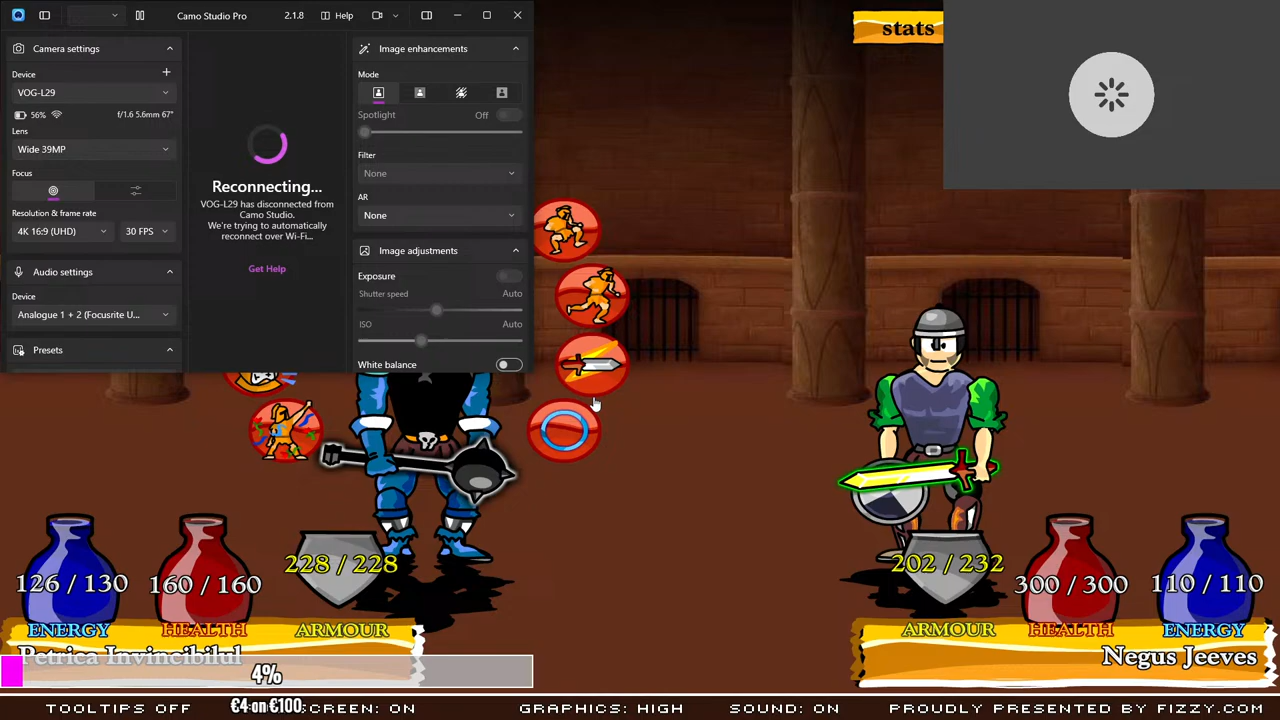 Camo Studio Pro
2.1.8
Help
stats
Camera settings
Device
VOG-L29
56%
f/1.6 5.6mm 67°
Lens
Wide 39MP
Focus
Resolution & frame rate
4K 16:9 (UHD)
30 FPS
Audio settings
Device
Analogue 1 + 2 (Focusrite U...
Presets
Reconnecting...
VOG-L29 has disconnected from
Camo Studio.
We're trying to automatically
reconnect over Wi-Fi...
Get Help
Image enhancements
Mode
Spotlight
Off
Filter
None
AR
None
Image adjustments
Exposure
Shutter speed
Auto
ISO
Auto
White balance
126 / 130
160 / 160
228 / 228
202 / 232
300 / 300
110 / 110
ENERGY
HEALTH
ARMOUR
ARMOUR
HEALTH
ENERGY
Petrica Invincibilul
Negus Jeeves
4%
TOOLTIPS OFF
€4 on €100
SCREEN: ON
GRAPHICS: HIGH
SOUND: ON
PROUDLY PRESENTED BY FIZZY.COM